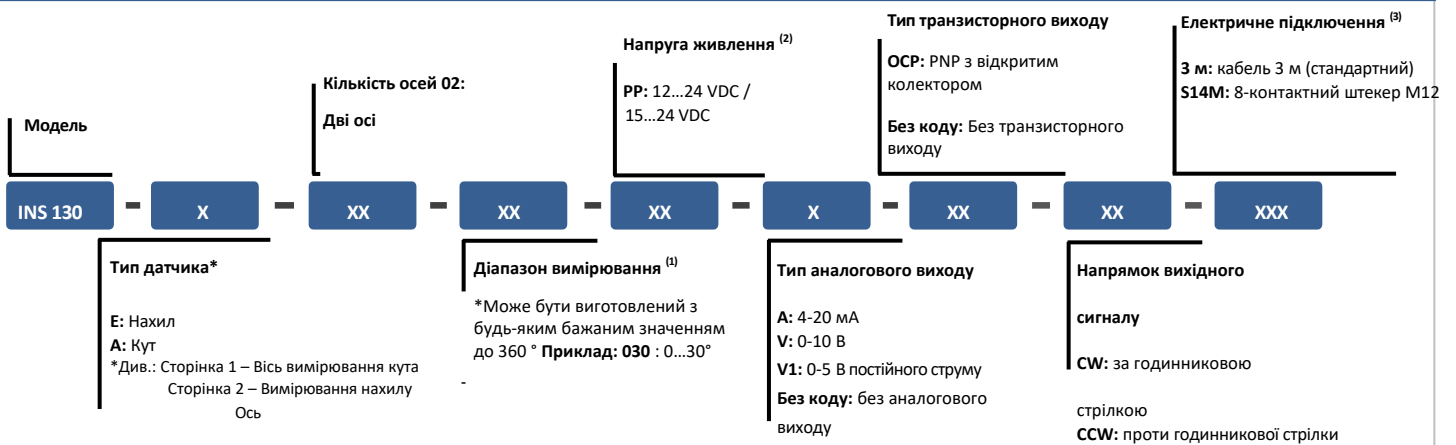 Модель
Кількість осей 02:
Дві осі
Напруга живлення (2)
PP: 12...24 VDC /
15...24 VDC
Тип транзисторного виходу
OCP: PNP з відкритим
колектором
Без коду: Без транзисторного
виходу
Електричне підключення (3)
3 м: кабель 3 м (стандартний)
S14M: 8-контактний штекер M12
INS 130 – X – XX – XX – XX – X – XX – XX – XXX
Тип датчика*
E: Нахил
A: Кут
*Див.: Сторінка 1 – Вісь вимірювання кута
Сторінка 2 – Вимірювання нахилу
Ось
Діапазон вимірювання (1)
*Може бути виготовлений з
будь-яким бажаним значенням
до 360 ° Приклад: 030 : 0...30°
-
Тип аналогового виходу
A: 4-20 мА
V: 0-10 В
V1: 0-5 В постійного струму
Без коду: без аналогового
виходу
Напрямок вихідного
сигналу
CW: за годинниковою
стрілкою
CCW: проти годинникової стрілки